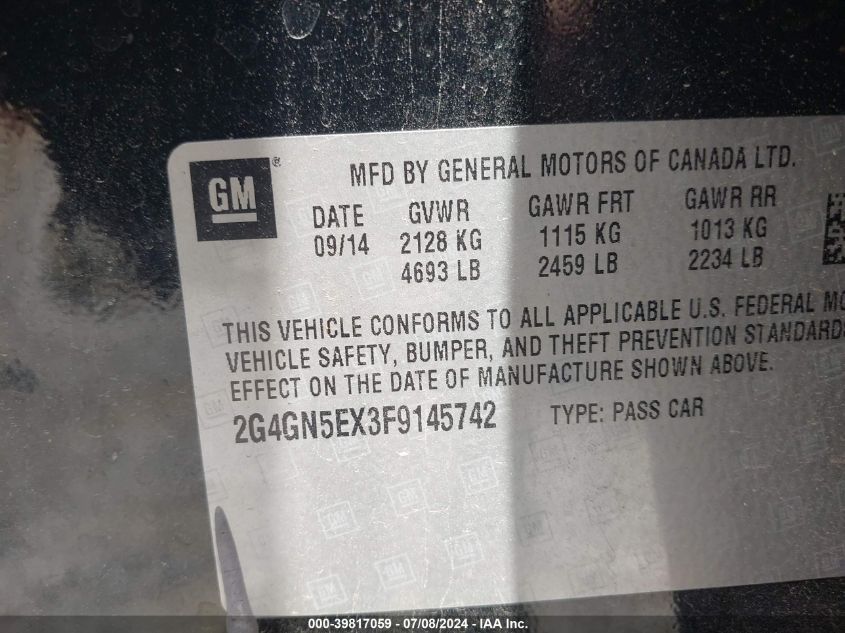 GM ® MFD BY GENERAL MOTORS OF CANADA LTD.
DATE GVWR GAWR FRT GAWR RR
09/14 2128 KG 1115 KG 1013 KG
4693 LB 2459 LB 2234 LB
THIS VEHICLE CONFORMS TO ALL APPLICABLE U.S. FEDERAL MO
VEHICLE SAFETY, BUMPER, AND THEFT PREVENTION STANDARDS
EFFECT ON THE DATE OF MANUFACTURE SHOWN ABOVE.
2G4GN5EX3F9145742 TYPE: PASS CAR
000-39817059 - 07/08/2024 - IAA Inc.